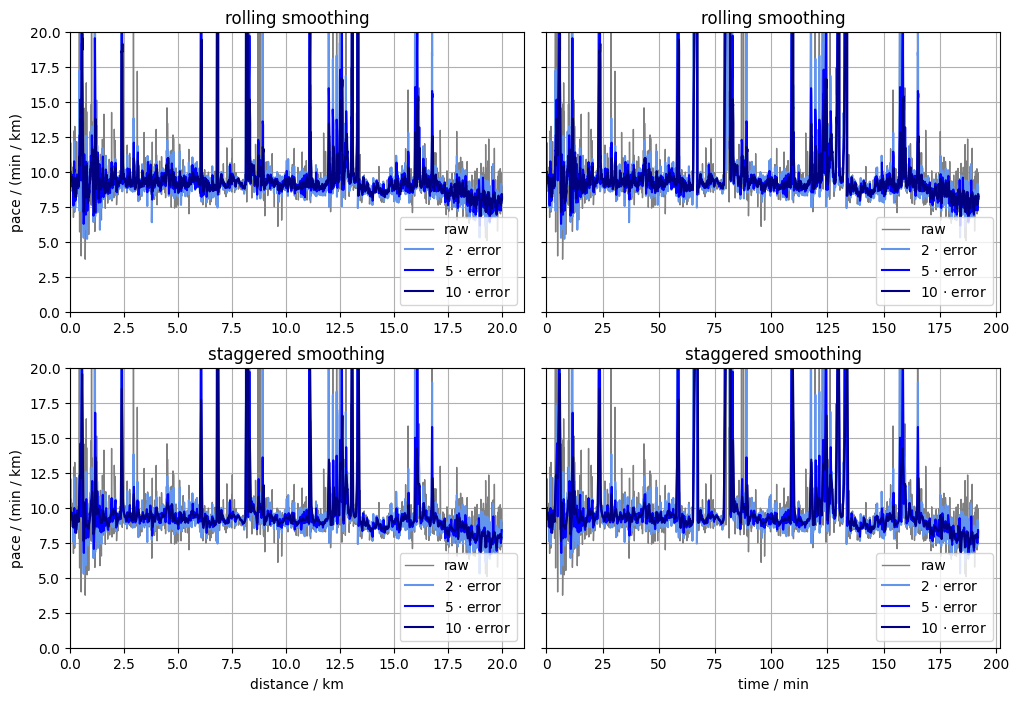 rolling smoothing
rolling smoothing
20.0
17.5
15.0
12.5
10.0
7.5
5.0
2.5
0.0
pace / (min / km)
raw
2 · error
5 · error
10 · error
raw
2 · error
5 · error
10 · error
0.0 2.5 5.0 7.5 10.0 12.5 15.0 17.5 20.0
0 25 50 75 100 125 150 175 200
staggered smoothing
staggered smoothing
20.0
17.5
15.0
12.5
10.0
7.5
5.0
2.5
0.0
pace / (min / km)
raw
2 · error
5 · error
10 · error
raw
2 · error
5 · error
10 · error
0.0 2.5 5.0 7.5 10.0 12.5 15.0 17.5 20.0
0 25 50 75 100 125 150 175 200
distance / km
time / min